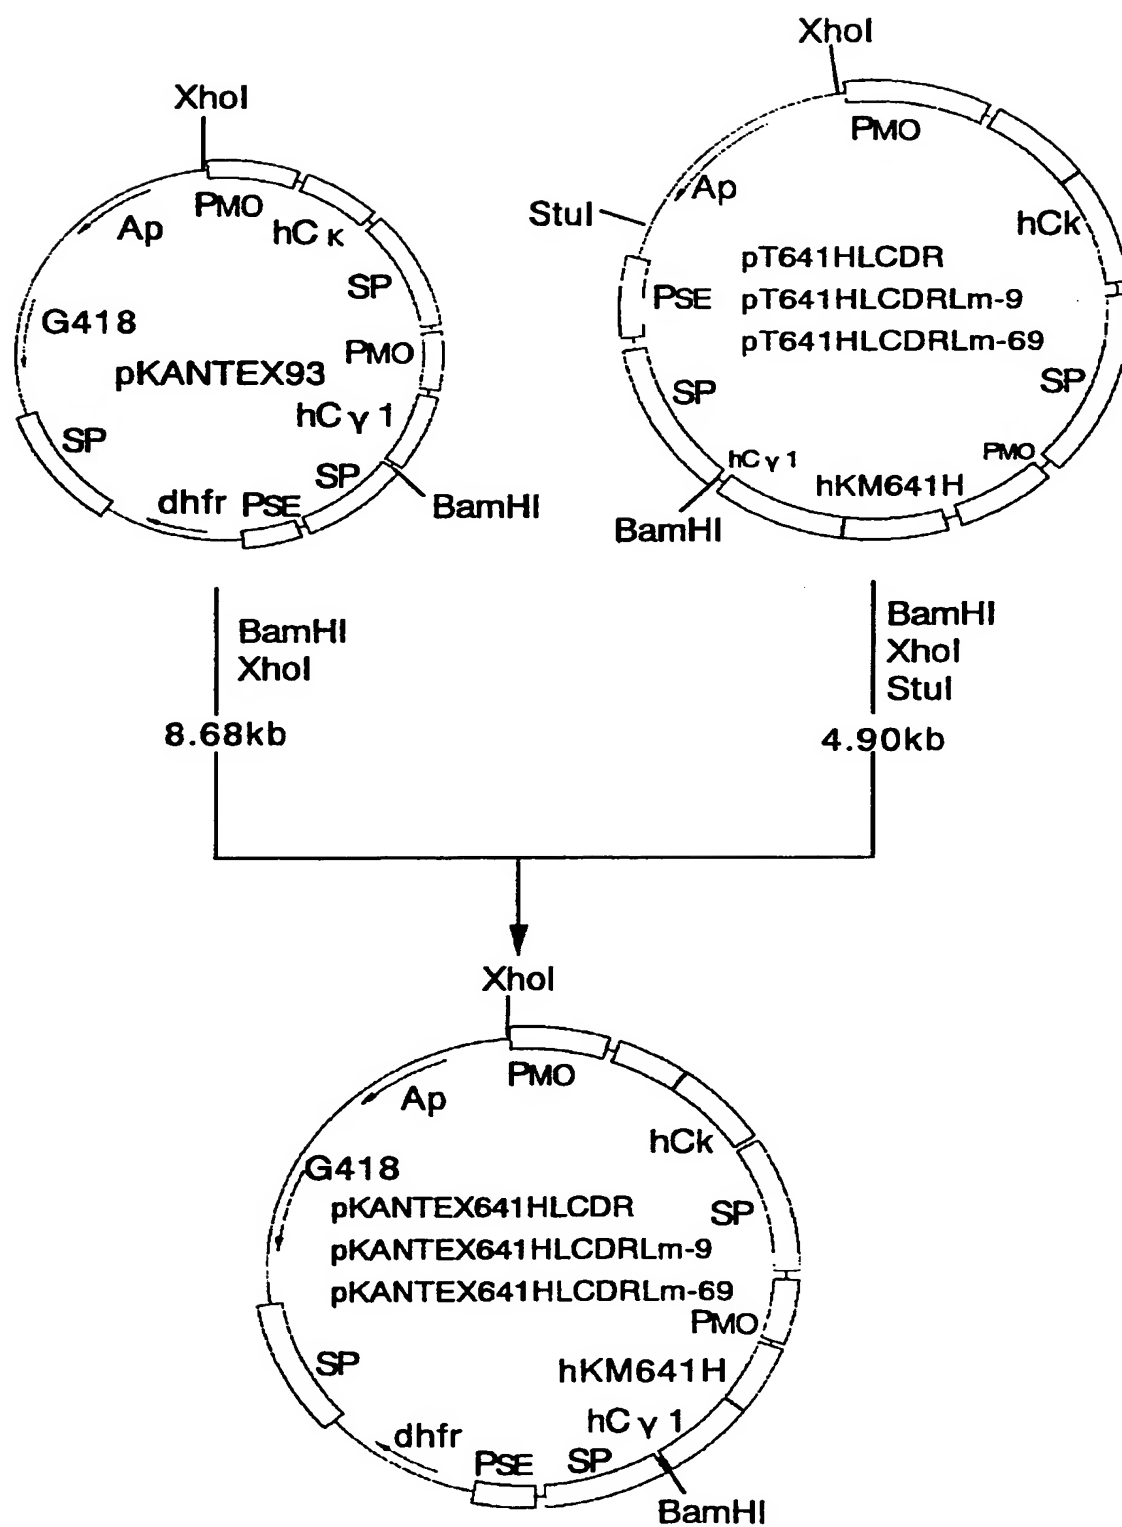 XhoI
PMO
hCκ
Ap
SP
G418
PMO
pKANTEX93
hCγ1
SP
SP
dhfr
PSE
BamHI
XhoI
PMO
Ap
StuI
hCk
pT641HLCDR
PSE
pT641HLCDRLm-9
pT641HLCDRLm-69
SP
SP
hCγ1
PMO
hKM641H
BamHI
BamHI
XhoI
8.68kb
BamHI
XhoI
StuI
4.90kb
XhoI
PMO
Ap
hCk
G418
pKANTEX641HLCDR
SP
pKANTEX641HLCDRLm-9
pKANTEX641HLCDRLm-69
PMO
SP
hKM641H
hCγ1
dhfr
PSE
SP
BamHI